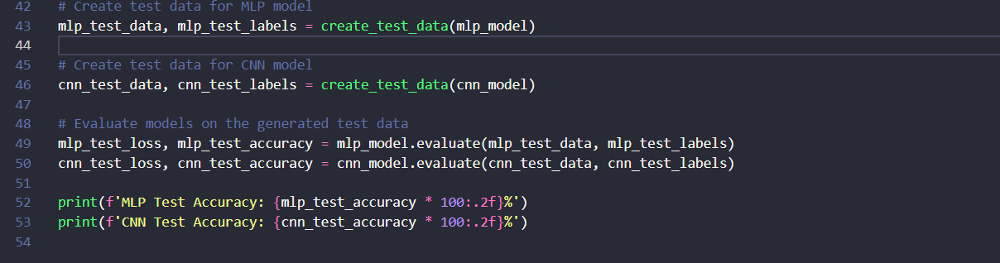 42 # Create test data for MLP model
43 mlp_test_data, mlp_test_labels = create_test_data(mlp_model)
44
45 # Create test data for CNN model
46 cnn_test_data, cnn_test_labels = create_test_data(cnn_model)
47
48 # Evaluate models on the generated test data
49 mlp_test_loss, mlp_test_accuracy = mlp_model.evaluate(mlp_test_data, mlp_test_labels)
50 cnn_test_loss, cnn_test_accuracy = cnn_model.evaluate(cnn_test_data, cnn_test_labels)
51
52 print(f'MLP Test Accuracy: {mlp_test_accuracy * 100:.2f}%')
53 print(f'CNN Test Accuracy: {cnn_test_accuracy * 100:.2f}%')
54